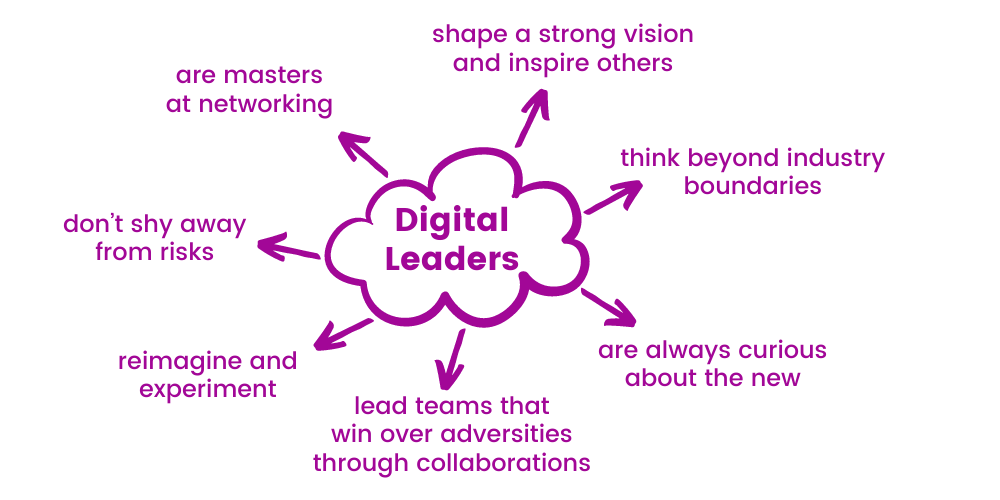 shape a strong vision
and inspire others
are masters
at networking
think beyond industry
boundaries
Digital
Leaders
don't shy away
from risks
are always curious
about the new
reimagine and
experiment
lead teams that
win over adversities
through collaborations